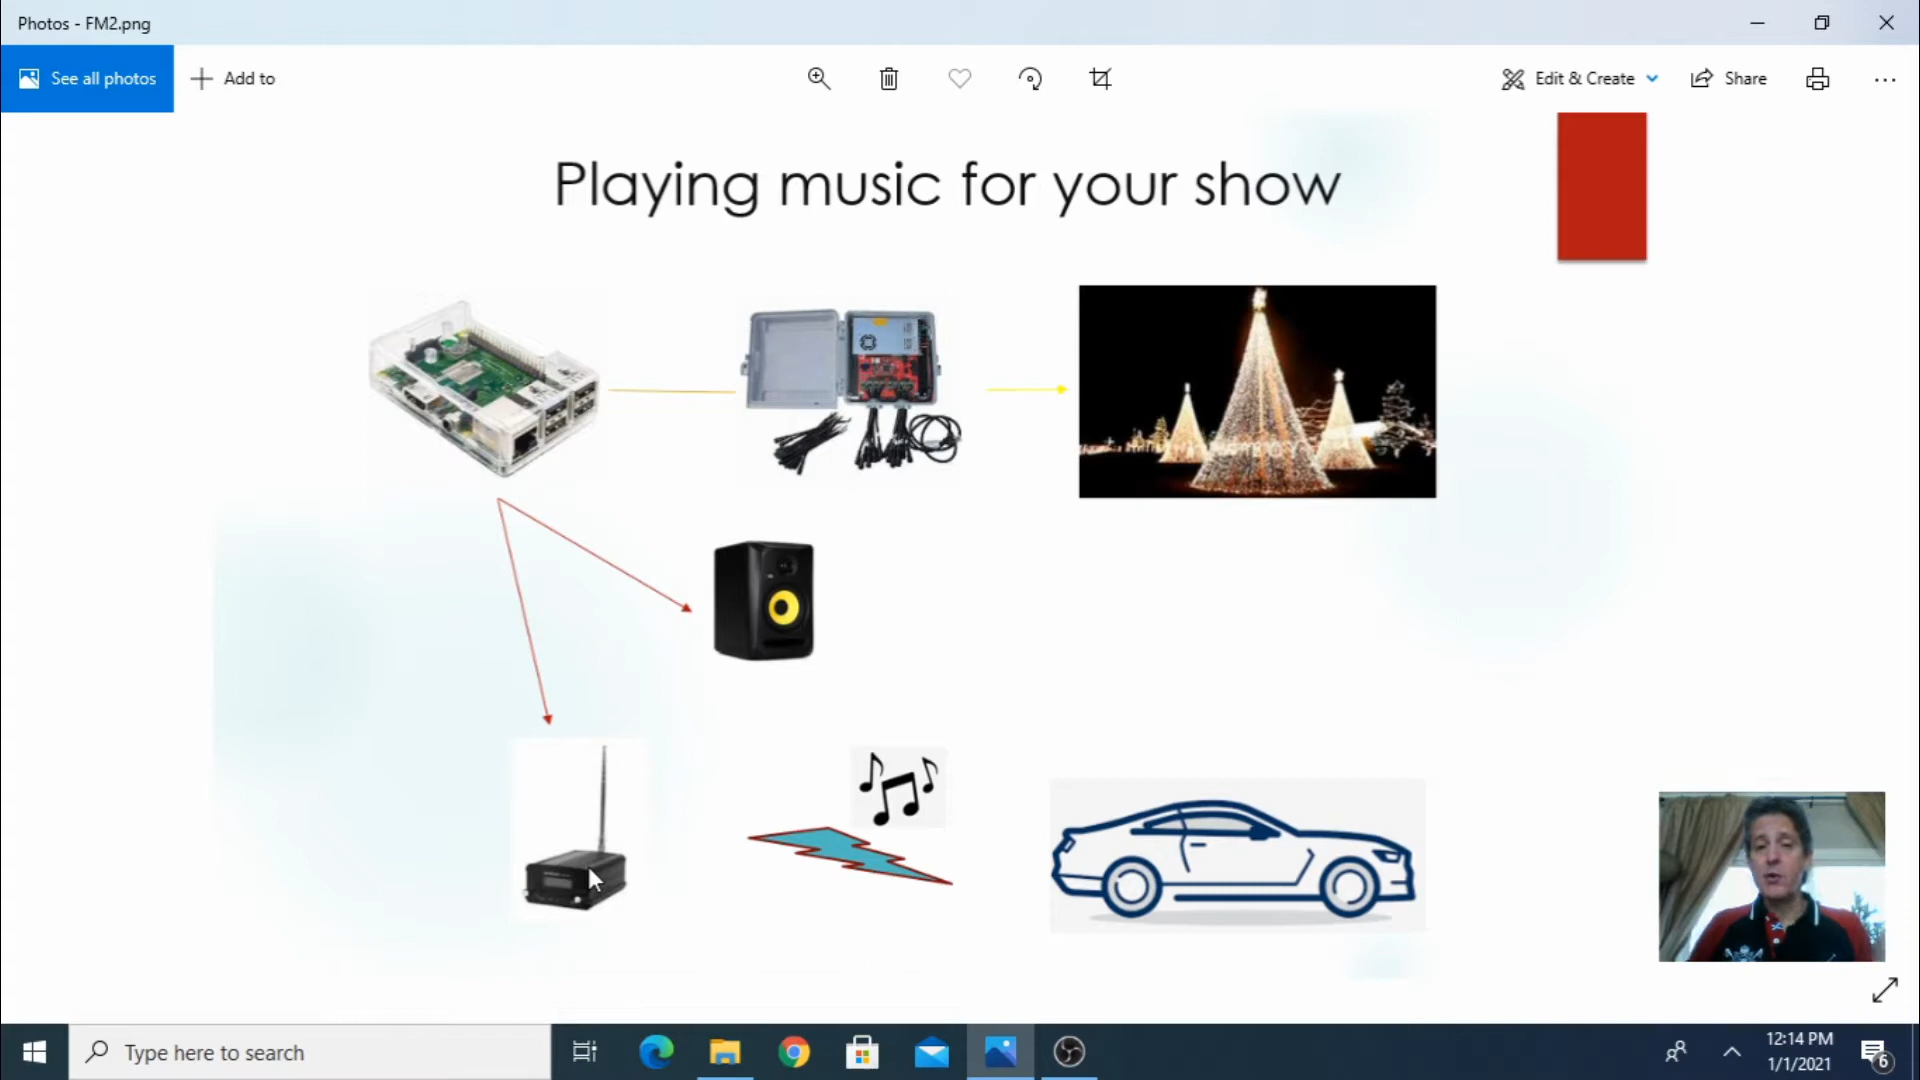 Photos - FM2.png
See all photos
Add to
Edit & Create
Share
Playing music for your show
Type here to search
12:14 PM
1/1/2021
6